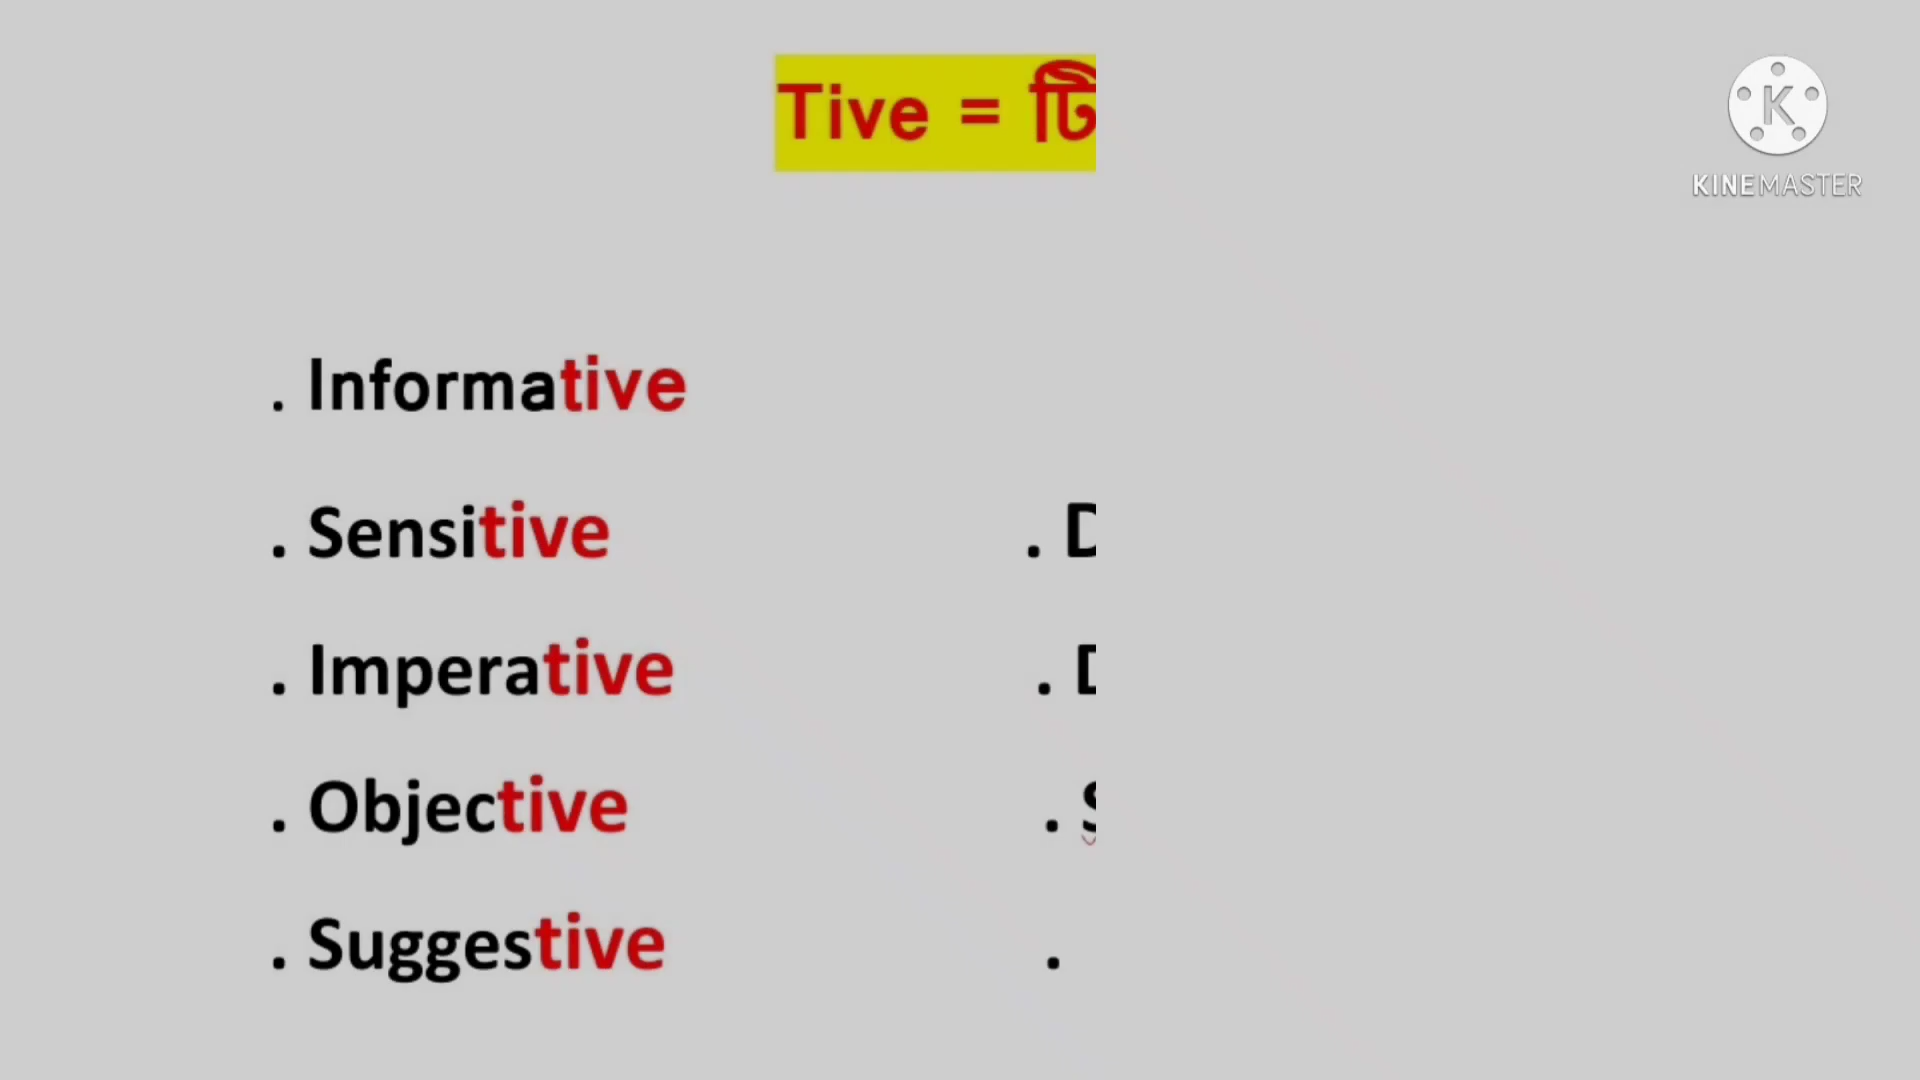 Tive = টি
KINEMASTER
. Informative
. Sensitive . D
. Imperative . D
. Objective . S
. Suggestive .